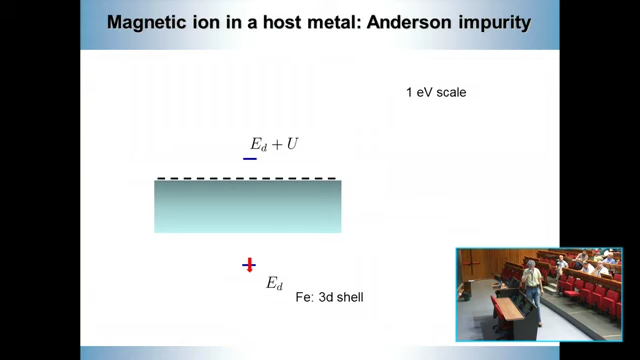 Magnetic ion in a host metal: Anderson impurity
1 eV scale
E_d + U
E_d
Fe: 3d shell